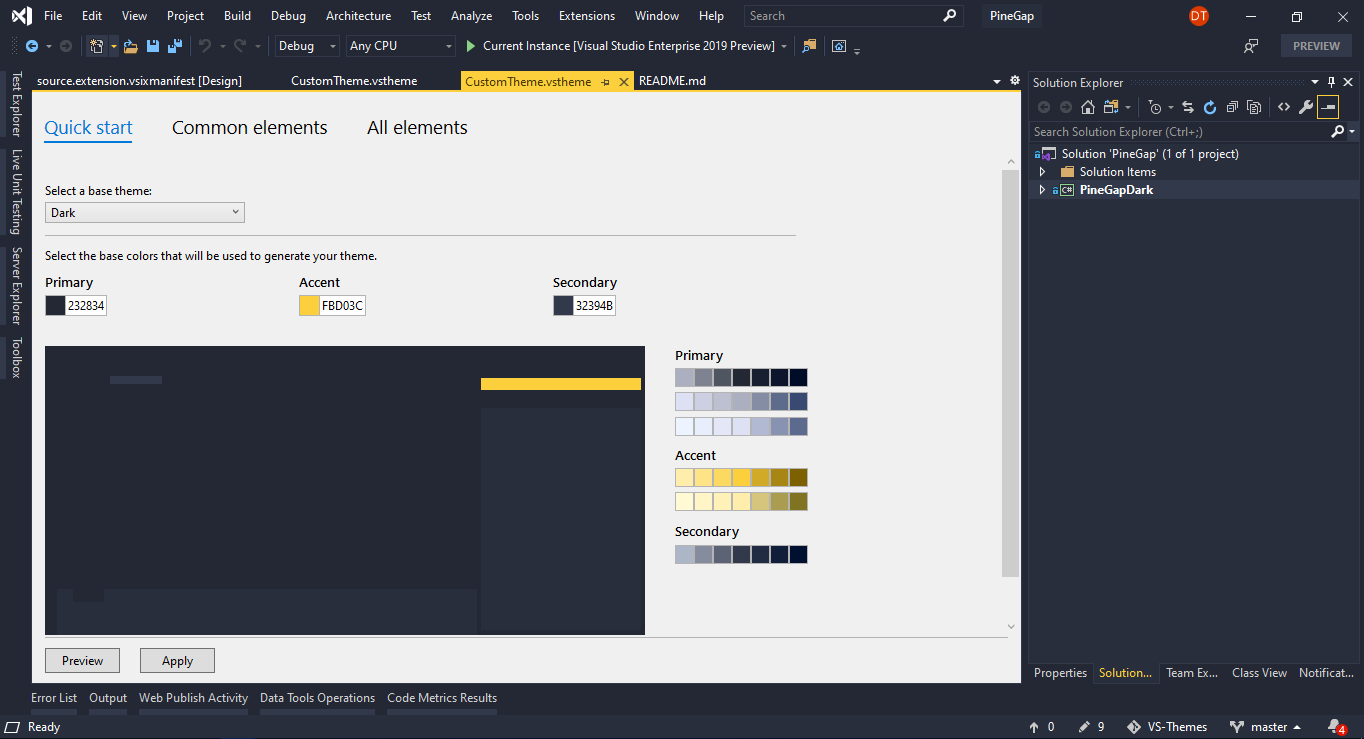 File Edit View Project Build Debug Architecture Test Analyze Tools Extensions Window Help Search PineGap DT
Debug Any CPU Current Instance [Visual Studio Enterprise 2019 Preview] PREVIEW
Test Explorer
Live Unit Testing
Server Explorer
Toolbox
source.extension.vsixmanifest [Design] CustomTheme.vstheme CustomTheme.vstheme README.md
Quick start Common elements All elements
Select a base theme:
Dark
Select the base colors that will be used to generate your theme.
Primary Accent Secondary
232834 FBD03C 32394B
Primary
Accent
Secondary
Preview Apply
Solution Explorer
Search Solution Explorer (Ctrl+;)
Solution 'PineGap' (1 of 1 project)
Solution Items
C# PineGapDark
Properties Solution... Team Ex... Class View Notificat...
Error List Output Web Publish Activity Data Tools Operations Code Metrics Results
Ready 0 9 VS-Themes master 4